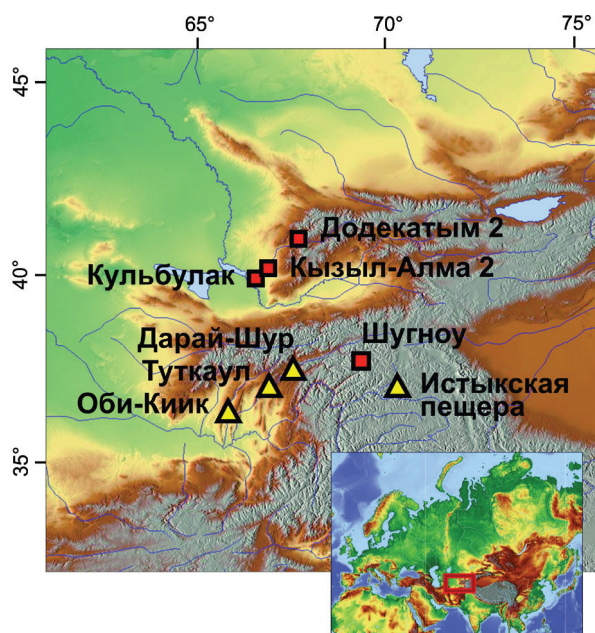 65°
70°
75°
45°
Додекатым 2
Кызыл-Алма 2
Кульбулак
40°
Дарай-Шур
Шугноу
Туткаул
Истыкская
пещера
Оби-Киик
35°